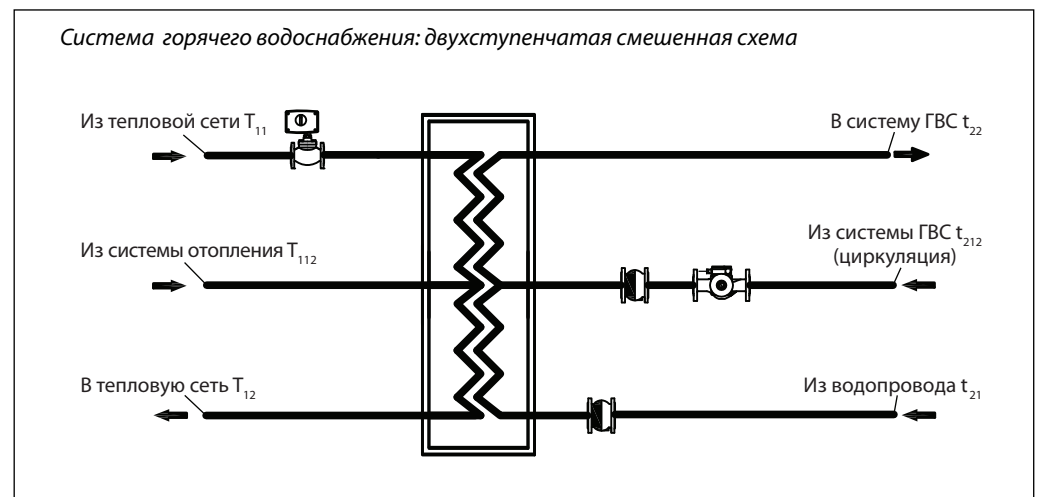 Система горячего водоснабжения: двухступенчатая смешенная схема
Из тепловой сети T₁₁
В систему ГВС t₂₂
Из системы отопления T₁₁₂
Из системы ГВС t₂₁₂
(циркуляция)
В тепловую сеть T₁₂
Из водопровода t₂₁